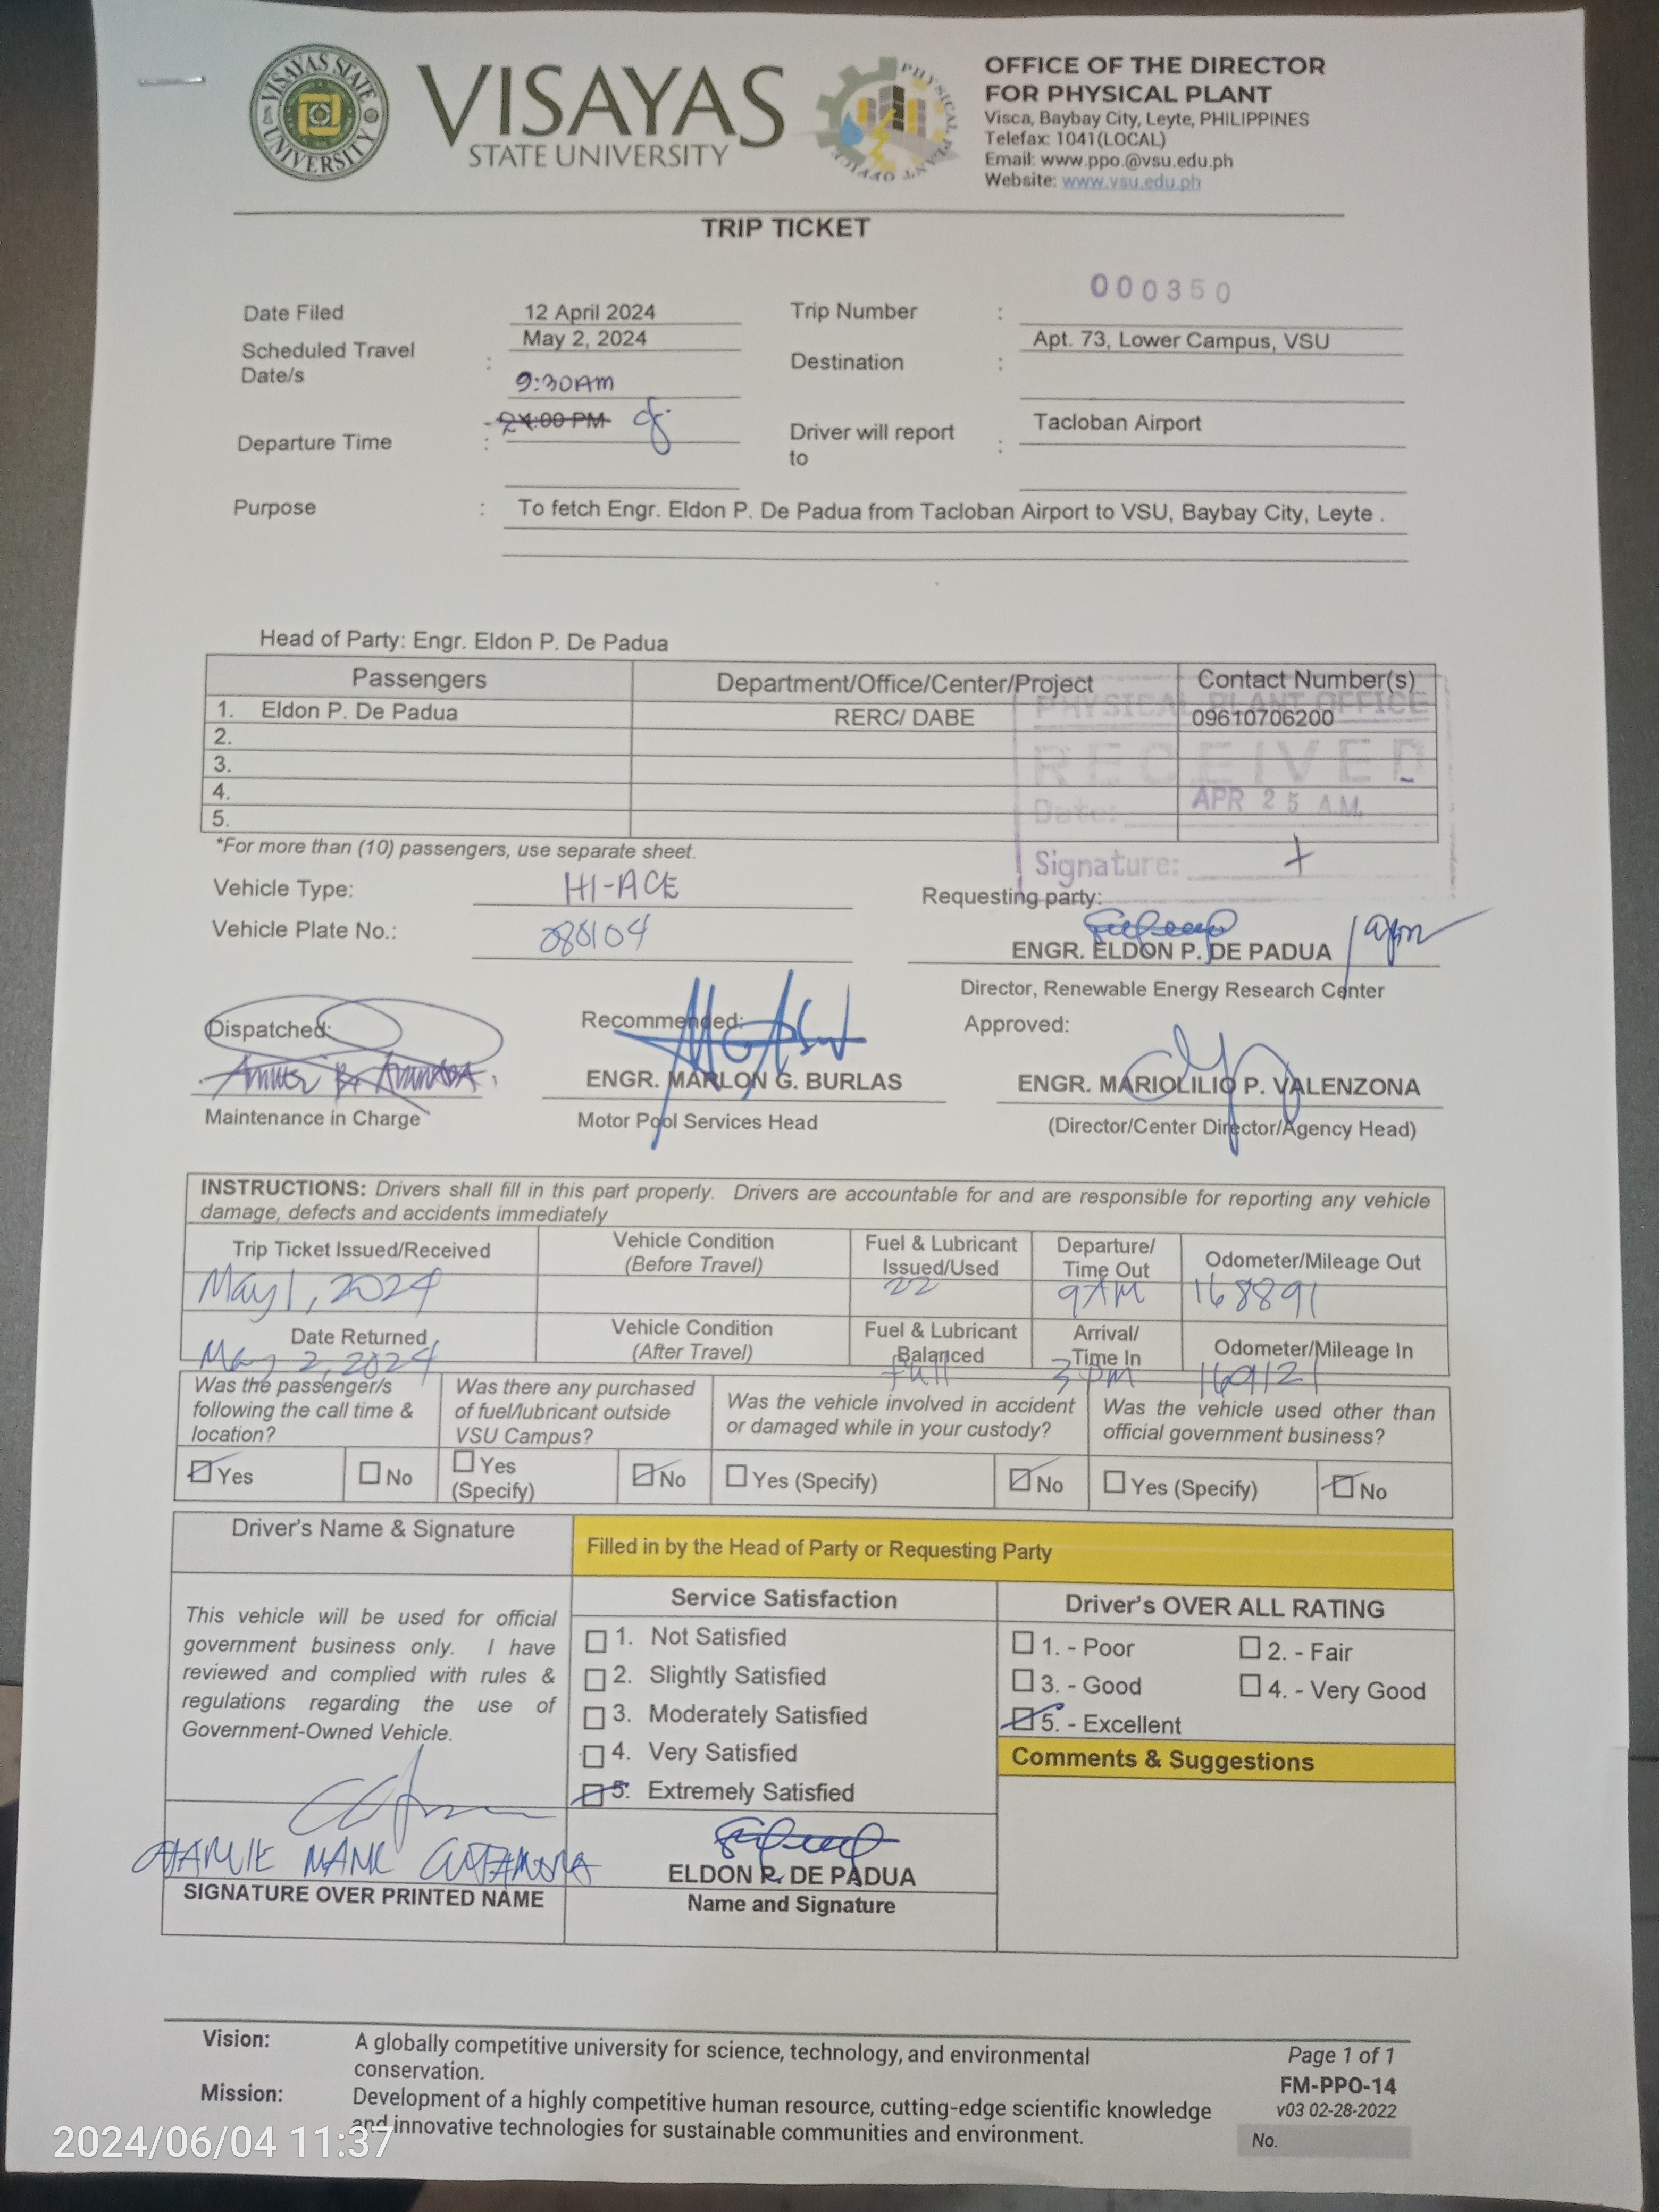 VISAYAS STATE UNIVERSITY
VISAYAS
STATE UNIVERSITY
PHYSICAL PLANT OFFICE
OFFICE OF THE DIRECTOR
FOR PHYSICAL PLANT
Visca, Baybay City, Leyte, PHILIPPINES
Telefax: 1041(LOCAL)
Email: www.ppo.@vsu.edu.ph
Website: www.vsu.edu.ph
TRIP TICKET
000350
Date Filed 12 April 2024 Trip Number :
Scheduled Travel Date/s : May 2, 2024 Destination : Apt. 73, Lower Campus, VSU
9:30AM
Departure Time : Driver will report to : Tacloban Airport
Purpose : To fetch Engr. Eldon P. De Padua from Tacloban Airport to VSU, Baybay City, Leyte .
Head of Party: Engr. Eldon P. De Padua
Passengers Department/Office/Center/Project Contact Number(s)
1. Eldon P. De Padua RERC/ DABE 09610706200
2.
3.
4.
5.
PHYSICAL PLANT OFFICE
RECEIVED
Date: APR 25 A.M.
Signature:
*For more than (10) passengers, use separate sheet.
Vehicle Type: HI-ACE
Requesting party:
Vehicle Plate No.:
ENGR. ELDON P. DE PADUA
Director, Renewable Energy Research Center
Dispatched: Recommended: Approved:
ENGR. MARLON G. BURLAS ENGR. MARIOLILIO P. VALENZONA
Maintenance in Charge Motor Pool Services Head (Director/Center Director/Agency Head)
INSTRUCTIONS: Drivers shall fill in this part properly. Drivers are accountable for and are responsible for reporting any vehicle
damage, defects and accidents immediately
Trip Ticket Issued/Received Vehicle Condition (Before Travel) Fuel & Lubricant Issued/Used Departure/ Time Out Odometer/Mileage Out
May 1, 2024 22 9AM 168891
Date Returned Vehicle Condition (After Travel) Fuel & Lubricant Balanced Arrival/ Time In Odometer/Mileage In
May 2, 2024 full 3pm 169121
Was the passenger/s following the call time & location? Was there any purchased of fuel/lubricant outside VSU Campus? Was the vehicle involved in accident or damaged while in your custody? Was the vehicle used other than official government business?
Yes No Yes (Specify) No Yes (Specify) No Yes (Specify) No
Driver's Name & Signature
Filled in by the Head of Party or Requesting Party
This vehicle will be used for official
government business only. I have
reviewed and complied with rules &
regulations regarding the use of
Government-Owned Vehicle.
Service Satisfaction
1. Not Satisfied
2. Slightly Satisfied
3. Moderately Satisfied
4. Very Satisfied
5. Extremely Satisfied
Driver's OVER ALL RATING
1. - Poor 2. - Fair
3. - Good 4. - Very Good
5. - Excellent
Comments & Suggestions
SIGNATURE OVER PRINTED NAME
ELDON P. DE PADUA
Name and Signature
Vision: A globally competitive university for science, technology, and environmental
conservation.
Mission: Development of a highly competitive human resource, cutting-edge scientific knowledge
and innovative technologies for sustainable communities and environment.
Page 1 of 1
FM-PPO-14
v03 02-28-2022
No.
2024/06/04 11:37